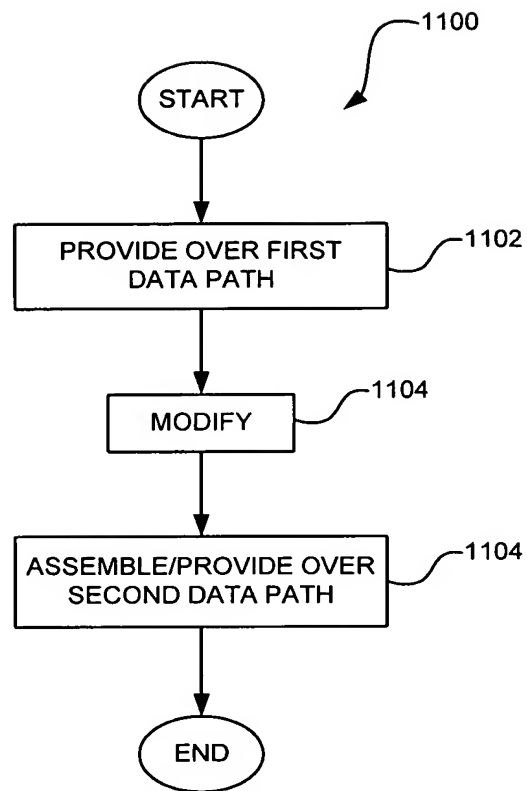 1100
START
PROVIDE OVER FIRST
DATA PATH
1102
MODIFY
1104
ASSEMBLE/PROVIDE OVER
SECOND DATA PATH
1104
END